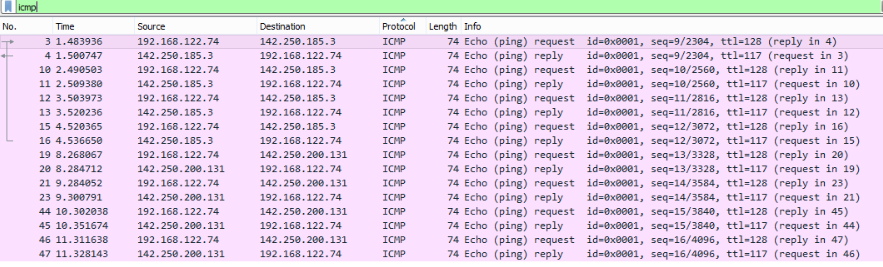 icmp
No. Time Source Destination Protocol Length Info
3 1.483936 192.168.122.74 142.250.185.3 ICMP 74 Echo (ping) request id=0x0001, seq=9/2304, ttl=128 (reply in 4)
4 1.500747 142.250.185.3 192.168.122.74 ICMP 74 Echo (ping) reply id=0x0001, seq=9/2304, ttl=117 (request in 3)
10 2.490503 192.168.122.74 142.250.185.3 ICMP 74 Echo (ping) request id=0x0001, seq=10/2560, ttl=128 (reply in 11)
11 2.509380 142.250.185.3 192.168.122.74 ICMP 74 Echo (ping) reply id=0x0001, seq=10/2560, ttl=117 (request in 10)
12 3.503973 192.168.122.74 142.250.185.3 ICMP 74 Echo (ping) request id=0x0001, seq=11/2816, ttl=128 (reply in 13)
13 3.520236 142.250.185.3 192.168.122.74 ICMP 74 Echo (ping) reply id=0x0001, seq=11/2816, ttl=117 (request in 12)
15 4.520365 192.168.122.74 142.250.185.3 ICMP 74 Echo (ping) request id=0x0001, seq=12/3072, ttl=128 (reply in 16)
16 4.536650 142.250.185.3 192.168.122.74 ICMP 74 Echo (ping) reply id=0x0001, seq=12/3072, ttl=117 (request in 15)
19 8.268067 192.168.122.74 142.250.200.131 ICMP 74 Echo (ping) request id=0x0001, seq=13/3328, ttl=128 (reply in 20)
20 8.284712 142.250.200.131 192.168.122.74 ICMP 74 Echo (ping) reply id=0x0001, seq=13/3328, ttl=117 (request in 19)
21 9.284052 192.168.122.74 142.250.200.131 ICMP 74 Echo (ping) request id=0x0001, seq=14/3584, ttl=128 (reply in 23)
23 9.300791 142.250.200.131 192.168.122.74 ICMP 74 Echo (ping) reply id=0x0001, seq=14/3584, ttl=117 (request in 21)
44 10.302038 192.168.122.74 142.250.200.131 ICMP 74 Echo (ping) request id=0x0001, seq=15/3840, ttl=128 (reply in 45)
45 10.351674 142.250.200.131 192.168.122.74 ICMP 74 Echo (ping) reply id=0x0001, seq=15/3840, ttl=117 (request in 44)
46 11.311638 192.168.122.74 142.250.200.131 ICMP 74 Echo (ping) request id=0x0001, seq=16/4096, ttl=128 (reply in 47)
47 11.328143 142.250.200.131 192.168.122.74 ICMP 74 Echo (ping) reply id=0x0001, seq=16/4096, ttl=117 (request in 46)